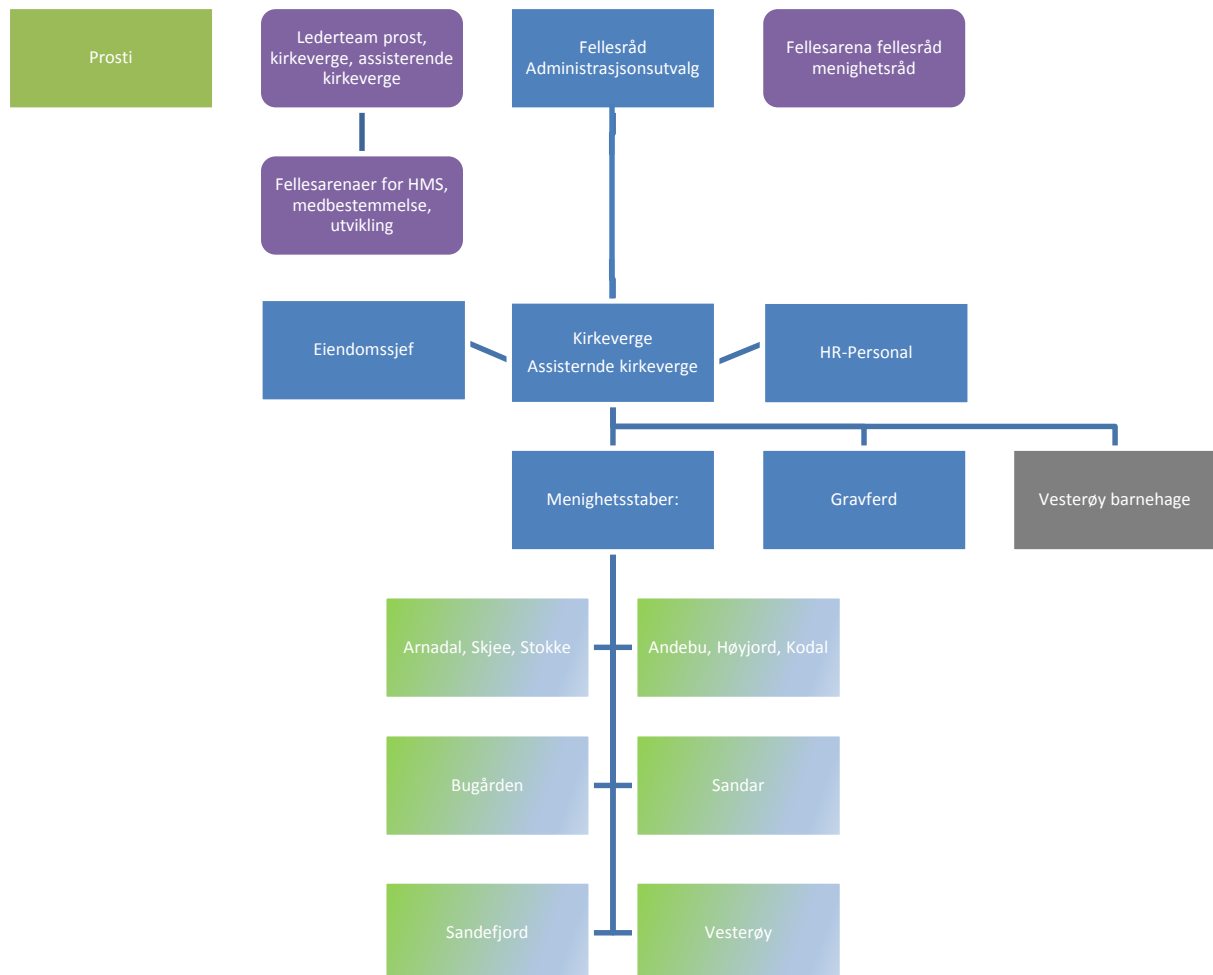 Prosti
Lederteam prost,
kirkeverge, assisterende
kirkeverge
Fellesråd
Administrasjonsutvalg
Fellesarena fellesråd
menighetsråd
Fellesarenaer for HMS,
medbestemmelse,
utvikling
Eiendomssjef
Kirkeverge
Assisternde kirkeverge
HR-Personal
Menighetsstaber:
Gravferd
Vesterøy barnehage
Arnadal, Skjee, Stokke
Andebu, Høyjord, Kodal
Bugården
Sandar
Sandefjord
Vesterøy